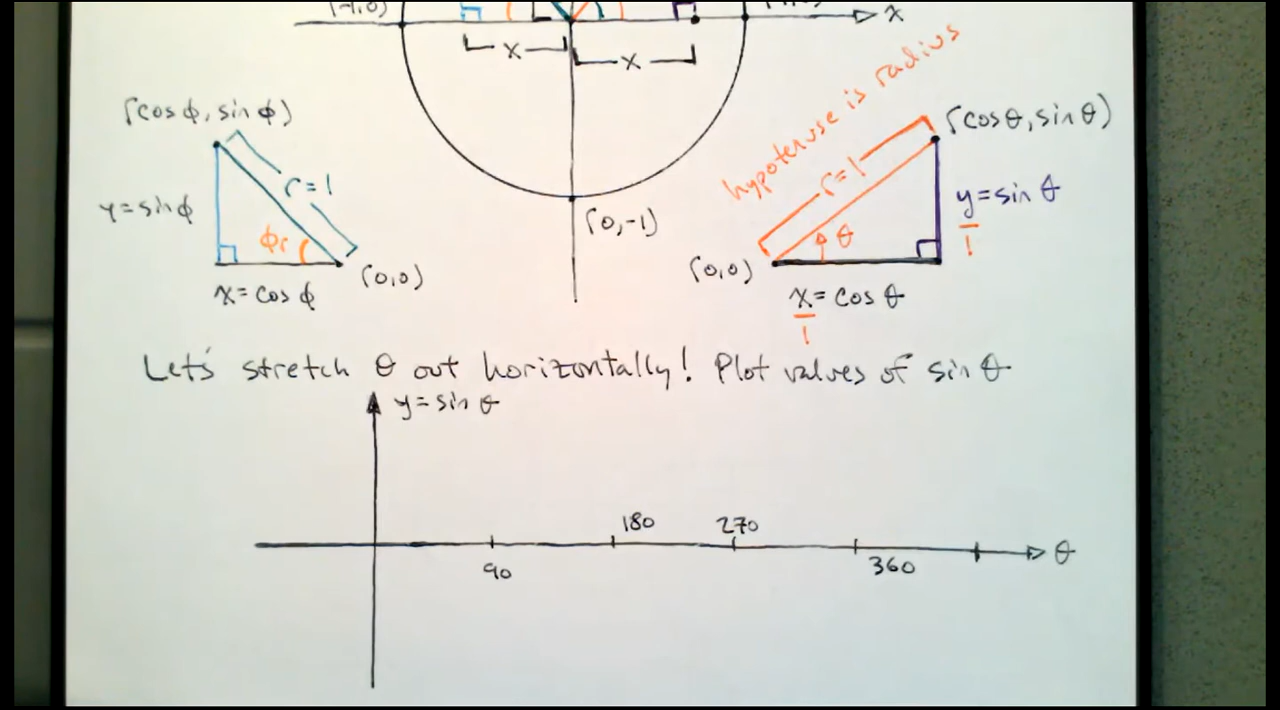 (-1,0)
x
x
x
hypotenuse is radius
(cos ϕ, sin ϕ)
(cos θ, sin θ)
r=1
r=1
y=sin ϕ
y=sin θ
1
(0,-1)
ϕ
θ
(0,0)
(0,0)
x=cos ϕ
x=cos θ
1
Let's stretch θ out horizontally! Plot values of sin θ
y=sin θ
180
270
θ
90
360